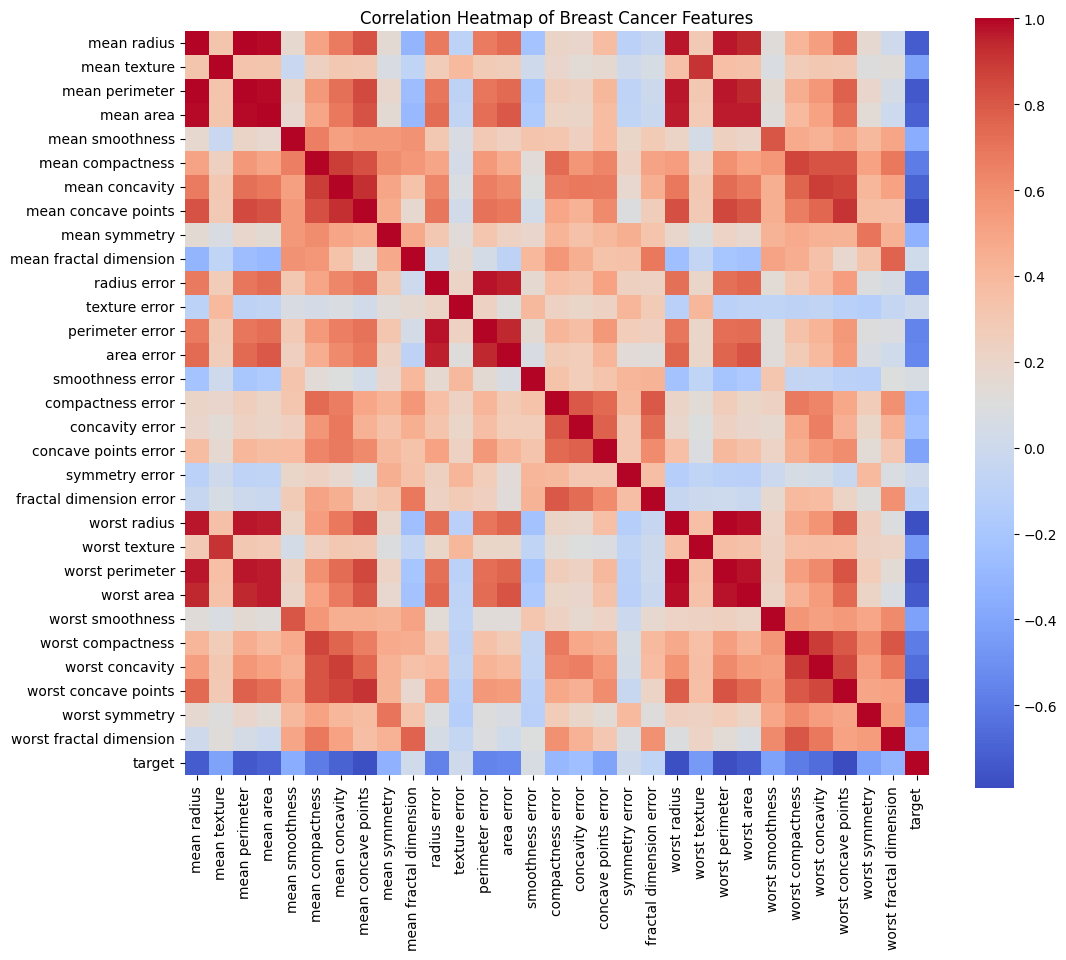 Correlation Heatmap of Breast Cancer Features
mean radius
mean texture
mean perimeter
mean area
mean smoothness
mean compactness
mean concavity
mean concave points
mean symmetry
mean fractal dimension
radius error
texture error
perimeter error
area error
smoothness error
compactness error
concavity error
concave points error
symmetry error
fractal dimension error
worst radius
worst texture
worst perimeter
worst area
worst smoothness
worst compactness
worst concavity
worst concave points
worst symmetry
worst fractal dimension
target
mean radius
mean texture
mean perimeter
mean area
mean smoothness
mean compactness
mean concavity
mean concave points
mean symmetry
mean fractal dimension
radius error
texture error
perimeter error
area error
smoothness error
compactness error
concavity error
concave points error
symmetry error
fractal dimension error
worst radius
worst texture
worst perimeter
worst area
worst smoothness
worst compactness
worst concavity
worst concave points
worst symmetry
worst fractal dimension
target
1.0
0.8
0.6
0.4
0.2
0.0
−0.2
−0.4
−0.6